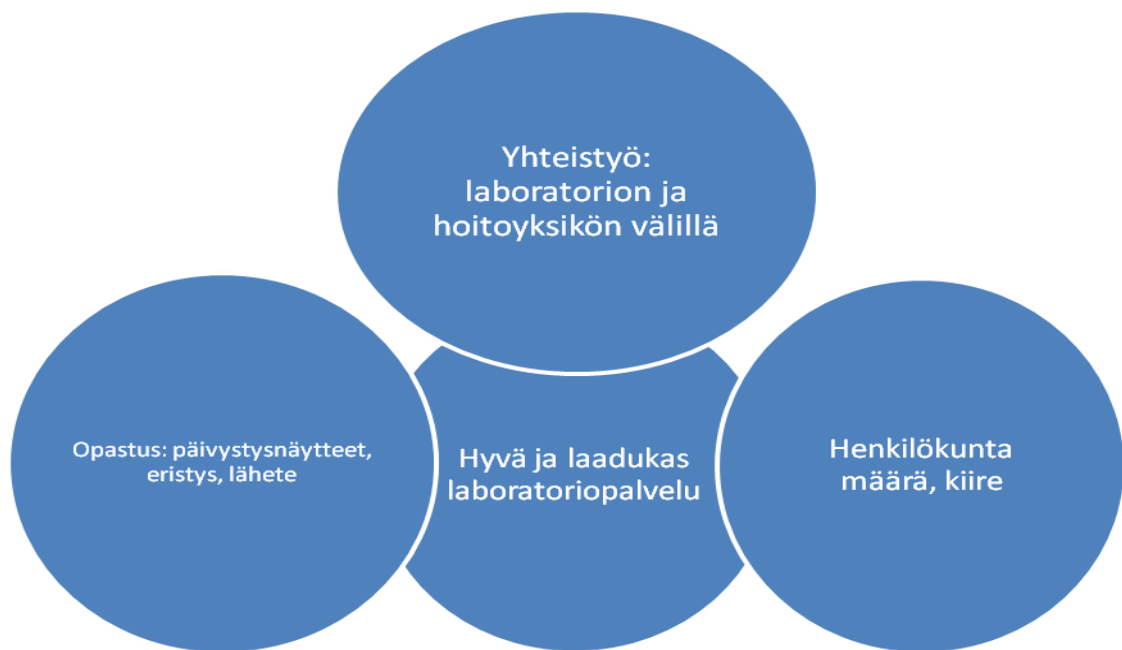 Yhteistyö:
laboratorion ja
hoitoyksikön välillä
Opastus: päivystysnäytteet,
eristys, lähete
Hyvä ja laadukas
laboratoriopalvelu
Henkilökunta
määrä, kiire